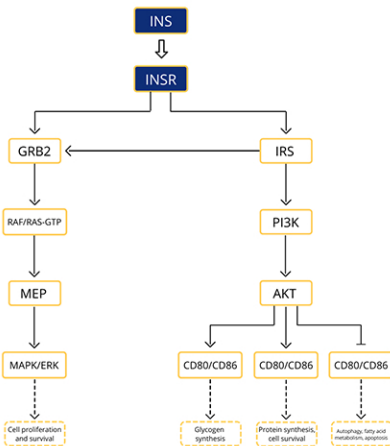 INS
INSR
GRB2
IRS
RAF/RAS-GTP
PI3K
MEP
AKT
MAPK/ERK
CD80/CD86
CD80/CD86
CD80/CD86
Cell proliferation
and survival
Glycogen
synthesis
Protein synthesis,
cell survival
Autophagy, fatty acid
metabolism, apoptosis